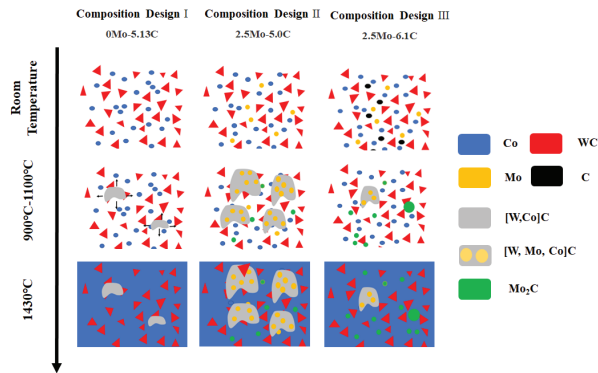 Composition Design Ⅰ
0Mo-5.13C
Composition Design Ⅱ
2.5Mo-5.0C
Composition Design Ⅲ
2.5Mo-6.1C
Room
Temperature
900℃-1100℃
1430℃
Co
WC
Mo
C
[W,Co]C
[W, Mo, Co]C
Mo₂C